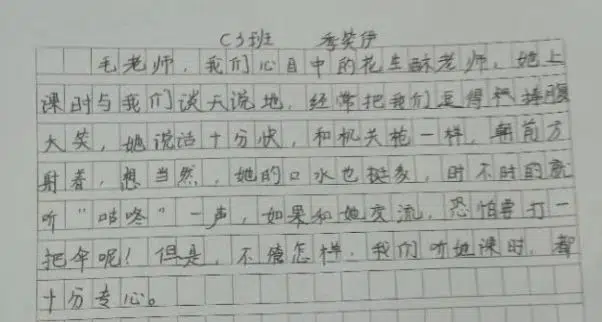 C3班 季笑伊
毛老师,我们心目中的花生酥老师。她上
课时与我们谈天说地,经常把我们逗得捧腹
大笑,她说话十分快,和机关枪一样,朝前方
射着,想当然,她的口水也挺多,时不时的就
听“咕咚”一声,如果和她交流,恐怕要打一
把伞呢!但是,不管怎样,我们听她课时,都
十分专心。